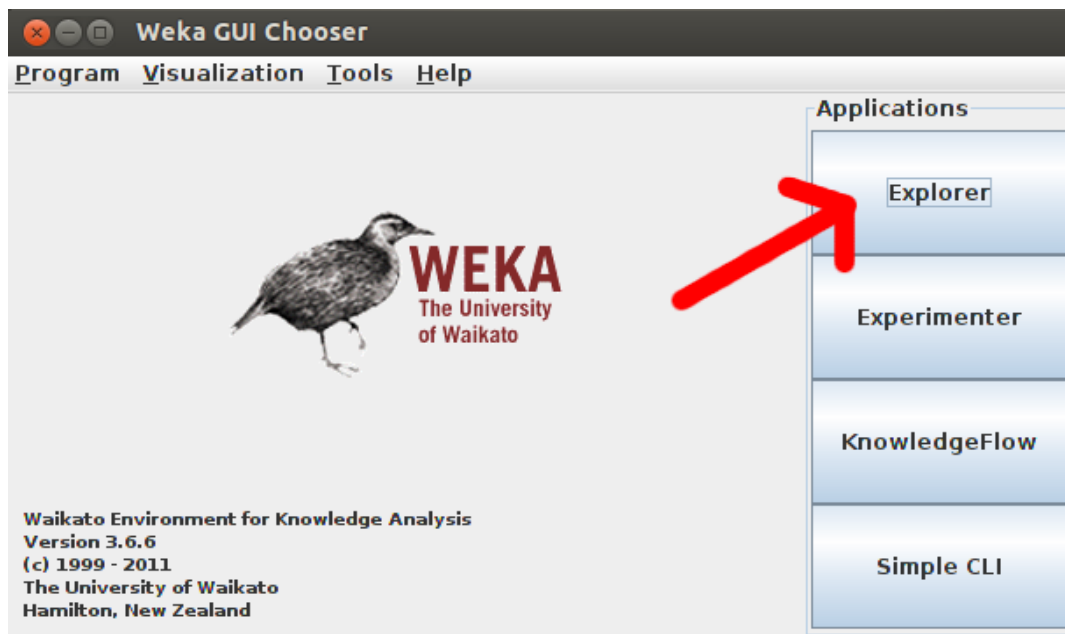 Weka GUI Chooser
Program Visualization Tools Help
Applications
Explorer
Experimenter
KnowledgeFlow
Simple CLI
WEKA
The University
of Waikato
Waikato Environment for Knowledge Analysis
Version 3.6.6
(c) 1999 - 2011
The University of Waikato
Hamilton, New Zealand